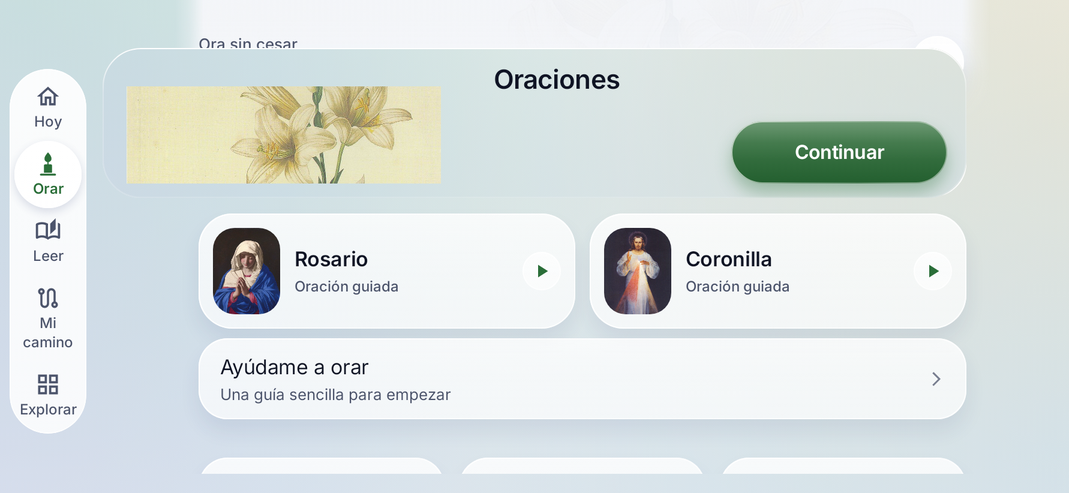 Ora sin cesar
Oraciones
Continuar
Hoy
Orar
Leer
Mi
camino
Explorar
Rosario
Oración guiada
Coronilla
Oración guiada
Ayúdame a orar
Una guía sencilla para empezar